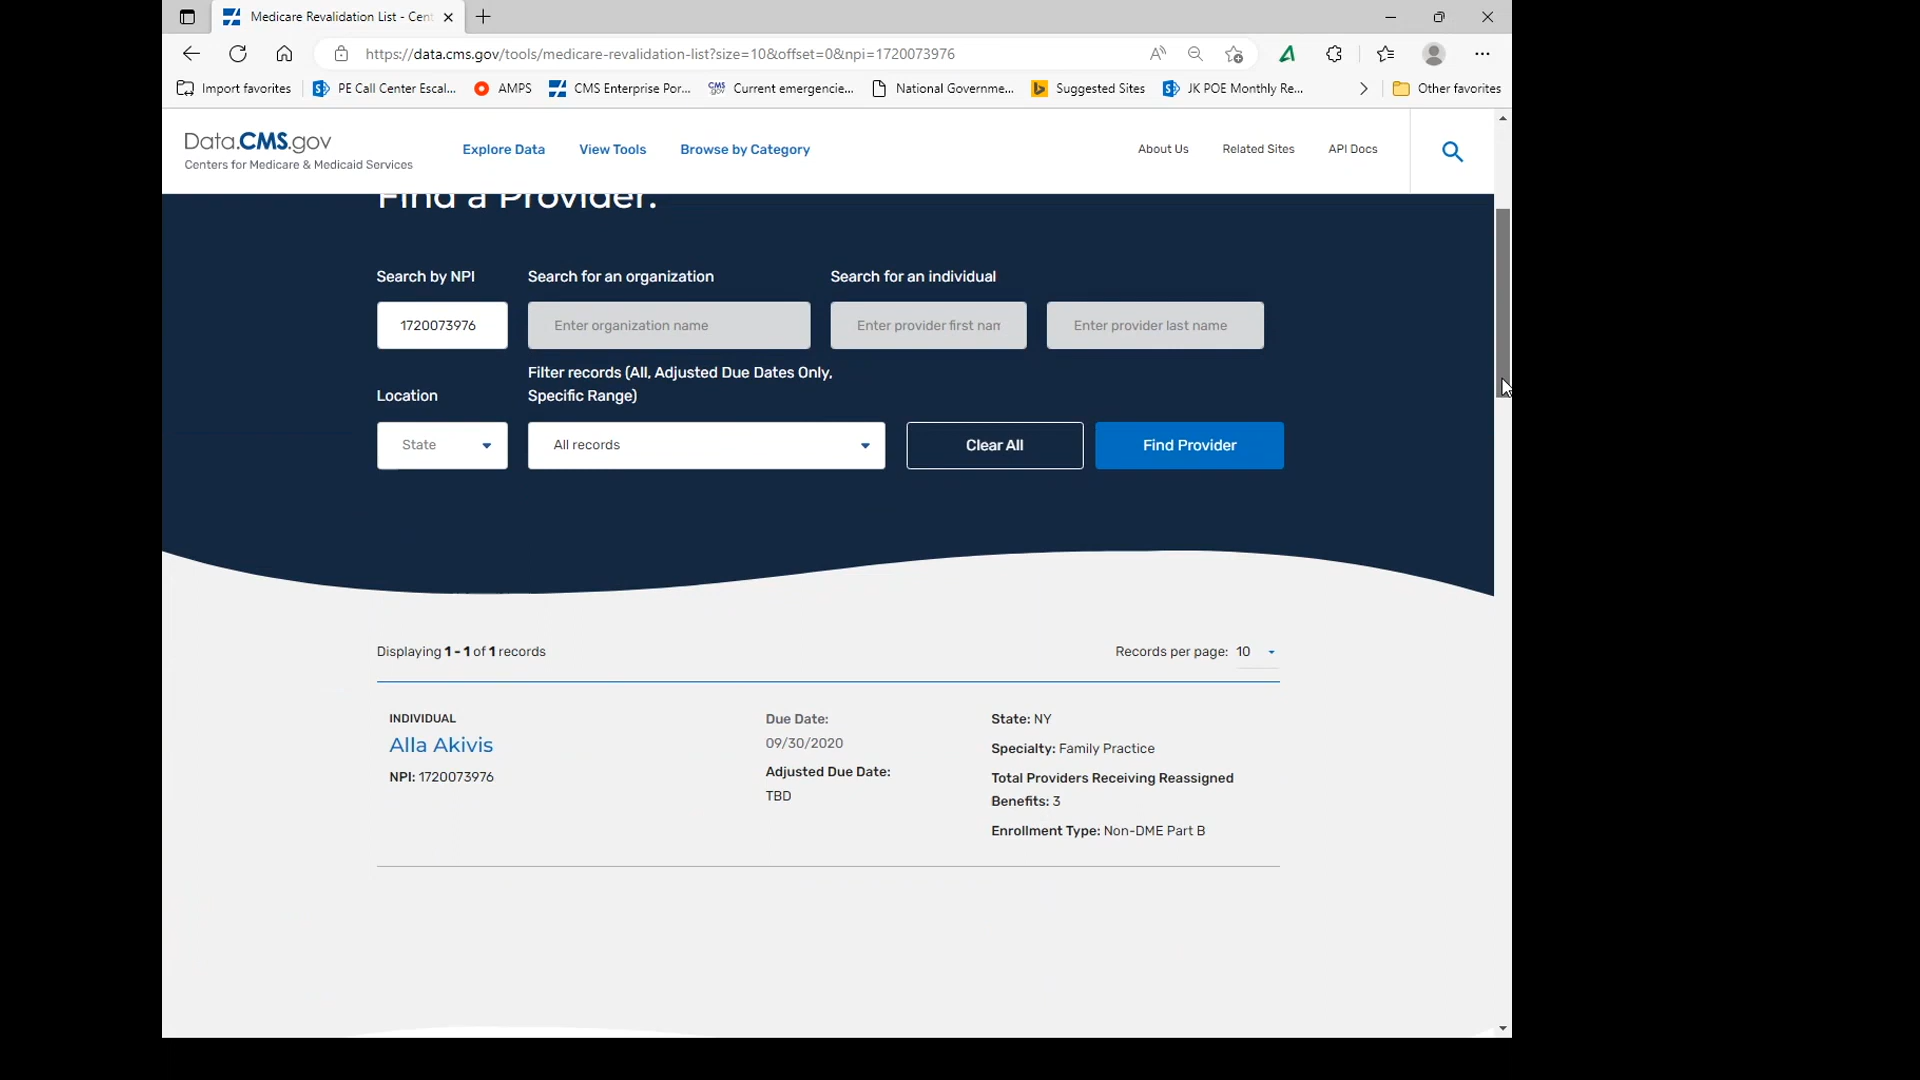 Medicare Revalidation List - Cent
https://data.cms.gov/tools/medicare-revalidation-list?size=10&offset=0&npi=1720073976
Import favorites
PE Call Center Escal...
AMPS
CMS Enterprise Por...
Current emergencie...
National Governme...
Suggested Sites
JK POE Monthly Re...
Other favorites
Data.CMS.gov
Centers for Medicare & Medicaid Services
Explore Data
View Tools
Browse by Category
About Us
Related Sites
API Docs
Find a Provider.
Search by NPI
Search for an organization
Search for an individual
1720073976
Enter organization name
Enter provider first nam
Enter provider last name
Filter records (All, Adjusted Due Dates Only,
Specific Range)
Location
State
All records
Clear All
Find Provider
Displaying 1 - 1 of 1 records
Records per page: 10
INDIVIDUAL
Alla Akivis
NPI: 1720073976
Due Date:
09/30/2020
Adjusted Due Date:
TBD
State: NY
Specialty: Family Practice
Total Providers Receiving Reassigned
Benefits: 3
Enrollment Type: Non-DME Part B